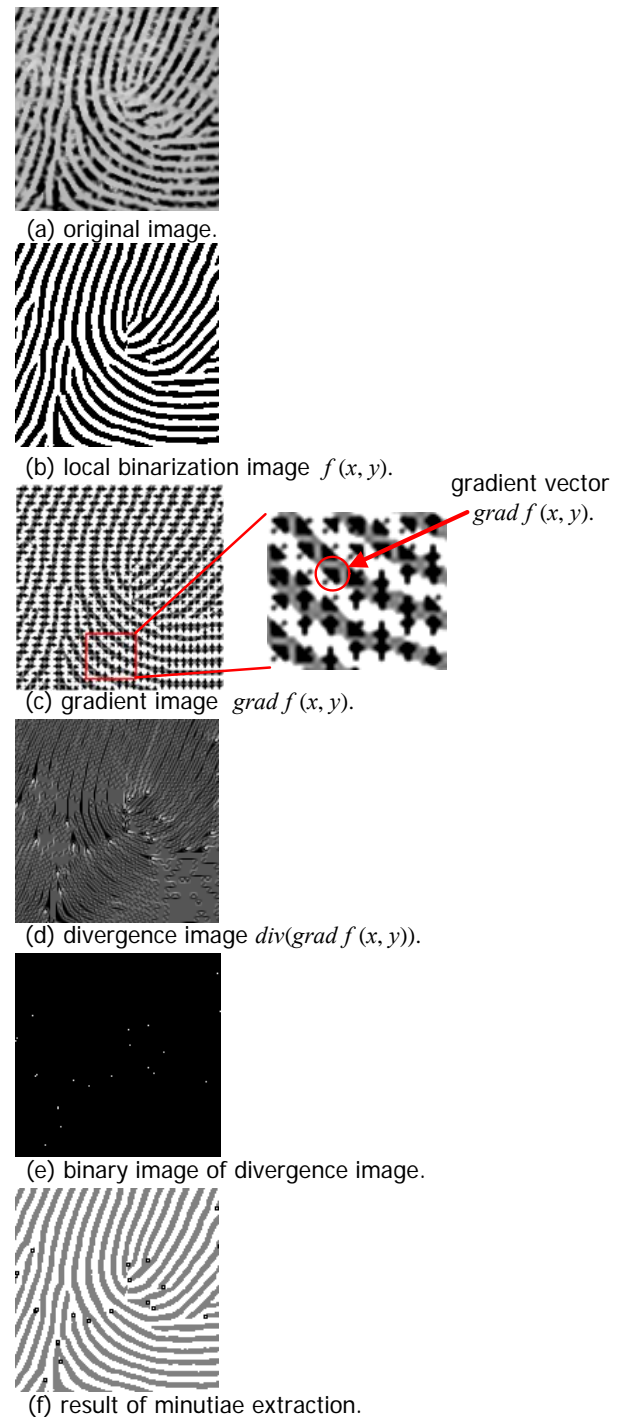 (a) original image.
(b) local binarization image f (x, y).
gradient vector
grad f (x, y).
(c) gradient image grad f (x, y).
(d) divergence image div(grad f (x, y)).
(e) binary image of divergence image.
(f) result of minutiae extraction.